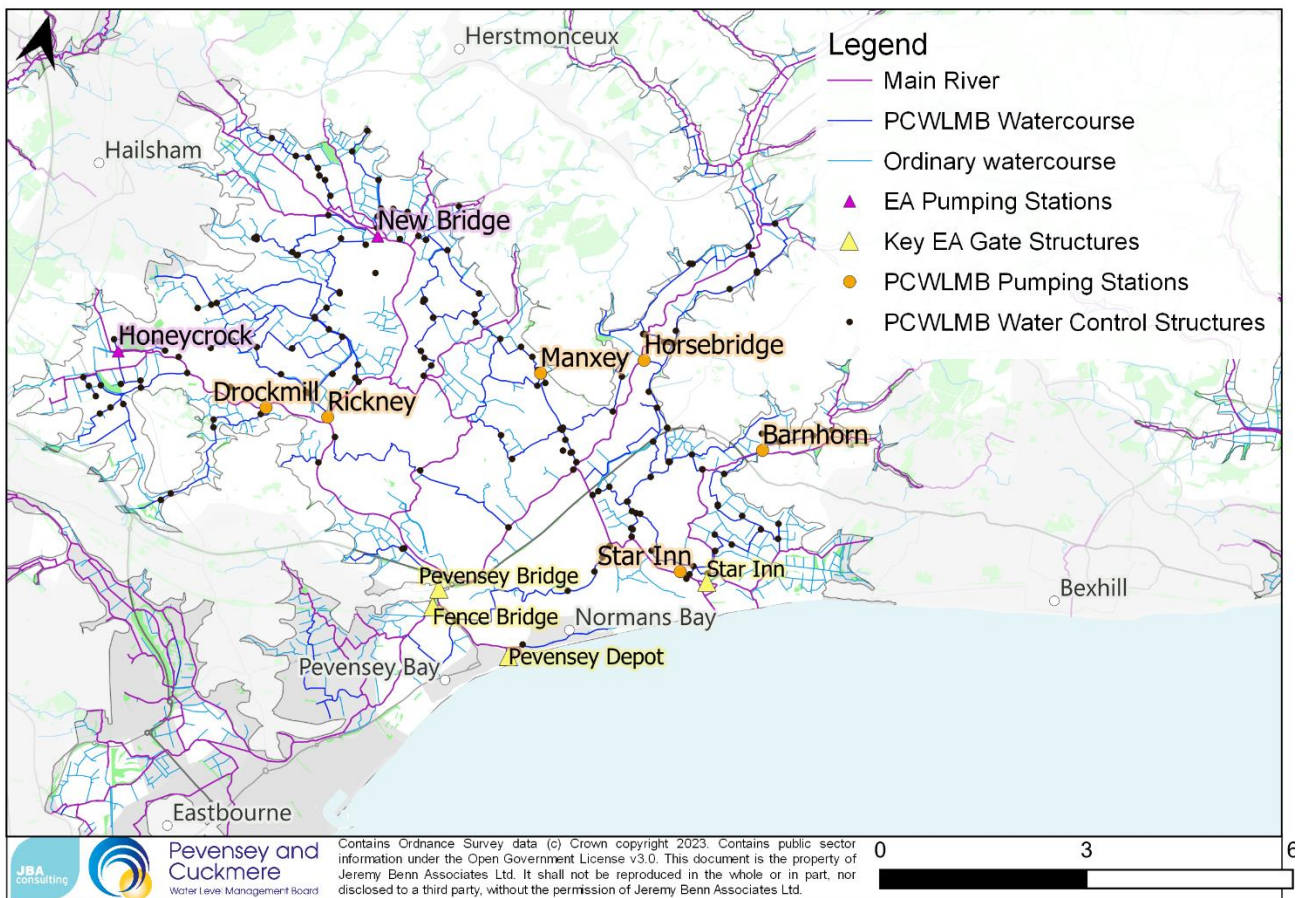 Herstmonceux
Hailsham
Legend
Main River
PCWLMB Watercourse
Ordinary watercourse
EA Pumping Stations
Key EA Gate Structures
PCWLMB Pumping Stations
PCWLMB Water Control Structures
New Bridge
Honeycrock
Manxey
Horsebridge
Drockmill
Rickney
Barnhorn
Star Inn
Star Inn
Pevensey Bridge
Fence Bridge
Normans Bay
Bexhill
Pevensey Depot
Pevensey Bay
Eastbourne
JBA
consulting
Pevensey and
Cuckmere
Water Level Management Board
Contains Ordnance Survey data (c) Crown copyright 2023. Contains public sector
information under the Open Government License v3.0. This document is the property of
Jeremy Benn Associates Ltd. It shall not be reproduced in the whole or in part, nor
disclosed to a third party, without the permission of Jeremy Benn Associates Ltd.
0 3 6